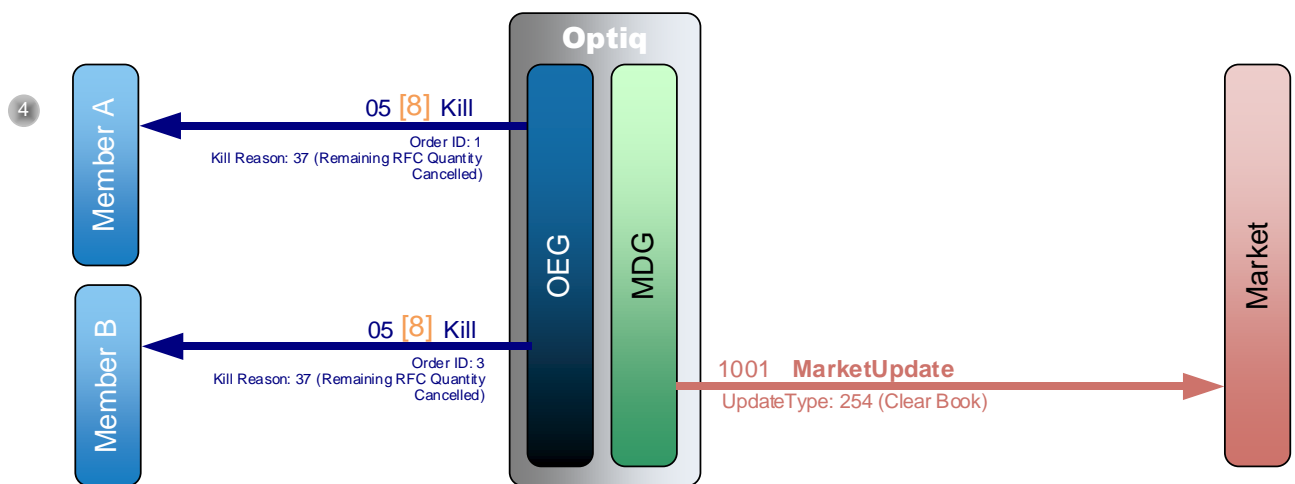 Optiq
4
Member A
05 [8] Kill
Order ID: 1
Kill Reason: 37 (Remaining RFC Quantity
Cancelled)
OEG
MDG
Market
Member B
05 [8] Kill
Order ID: 3
Kill Reason: 37 (Remaining RFC Quantity
Cancelled)
1001 MarketUpdate
UpdateType: 254 (Clear Book)